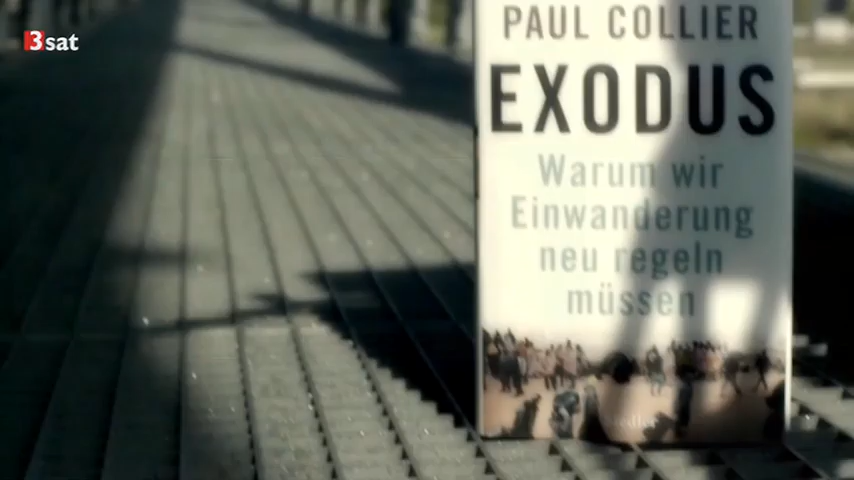 3sat
PAUL COLLIER
EXODUS
Warum wir
Einwanderung
neu regeln
müssen